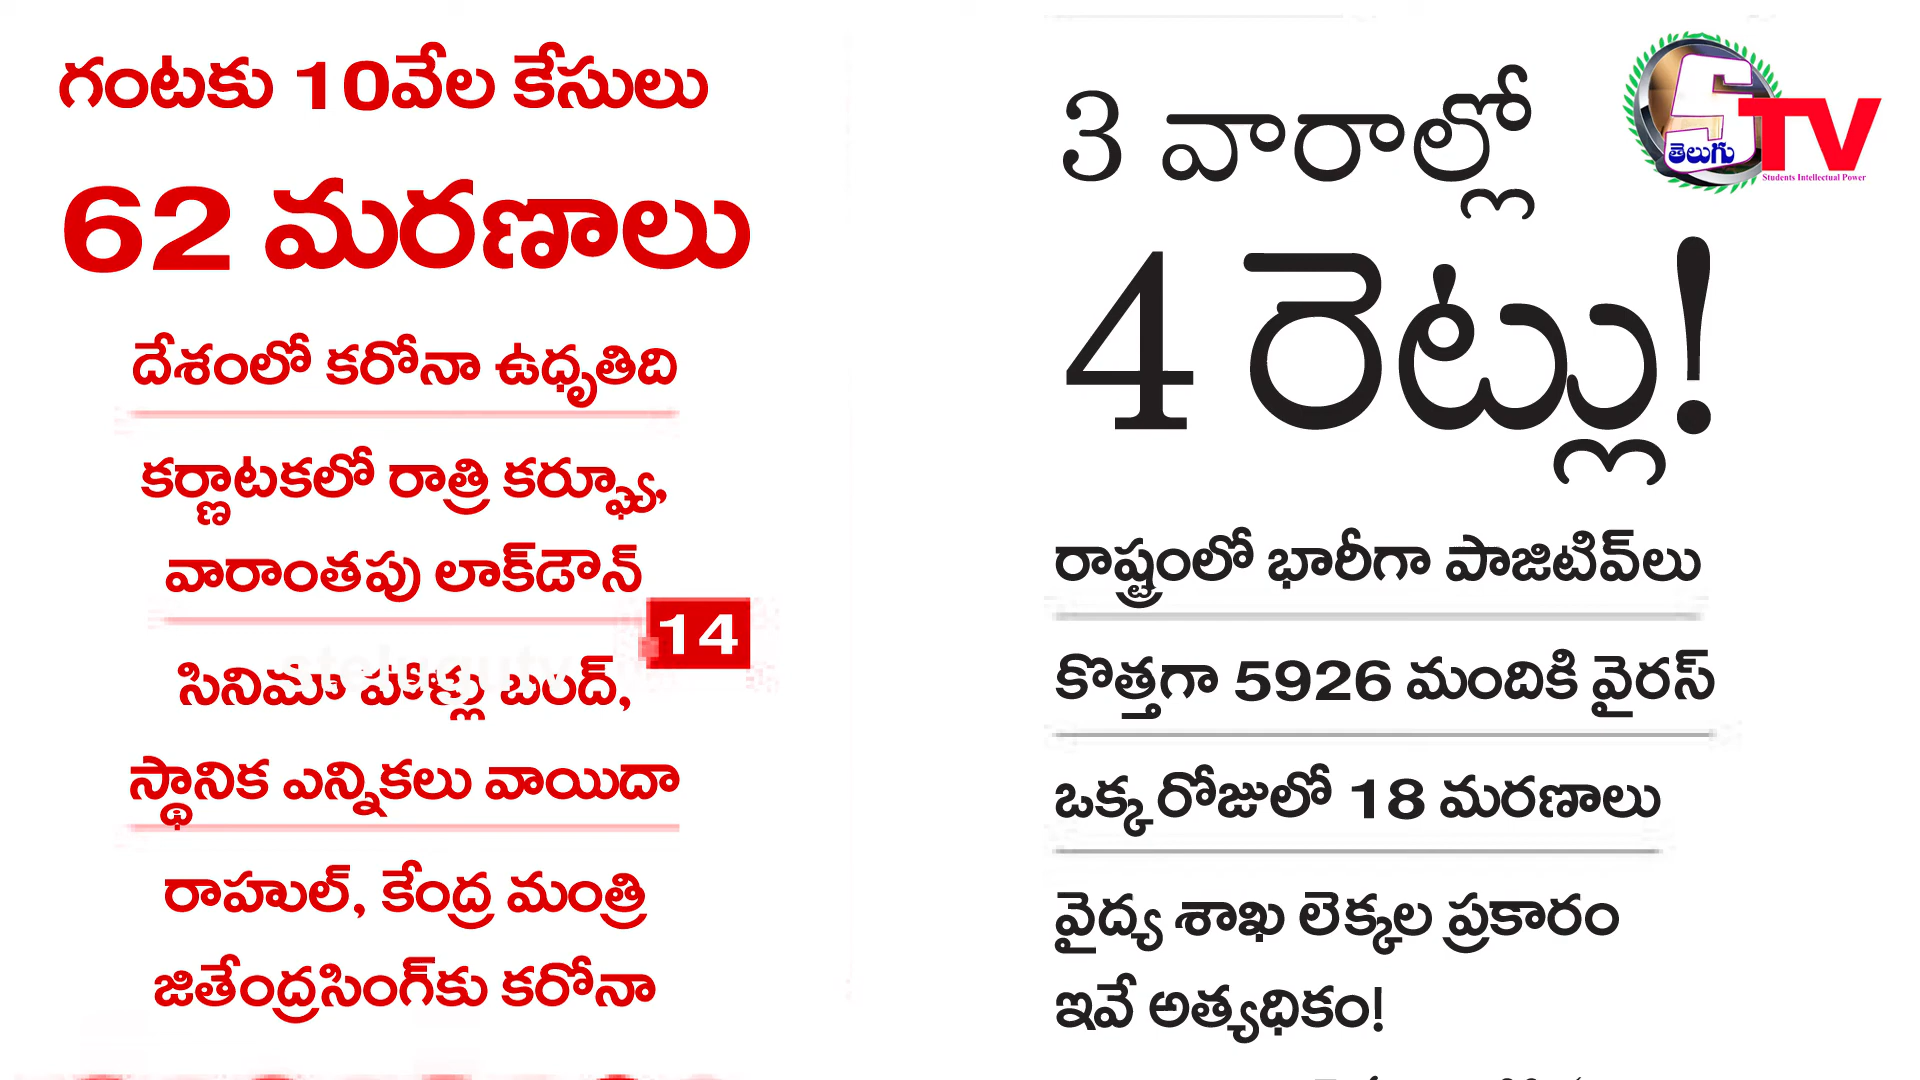 గంటకు 10వేల కేసులు
62 మరణాలు
దేశంలో కరోనా ఉధృతిది
కర్ణాటకలో రాత్రి కర్ఫ్యూ,
వారాంతపు లాక్‌డౌన్
14
సినిమా హాళ్లు బంద్,
స్థానిక ఎన్నికలు వాయిదా
రాహుల్, కేంద్ర మంత్రి
జితేంద్రసింగ్‌కు కరోనా
3 వారాల్లో
4 రెట్లు!
రాష్ట్రంలో భారీగా పాజిటివ్‌లు
కొత్తగా 5926 మందికి వైరస్
ఒక్క రోజులో 18 మరణాలు
వైద్య శాఖ లెక్కల ప్రకారం
ఇవే అత్యధికం!
S TV
తెలుగు
Students Intellectual Power